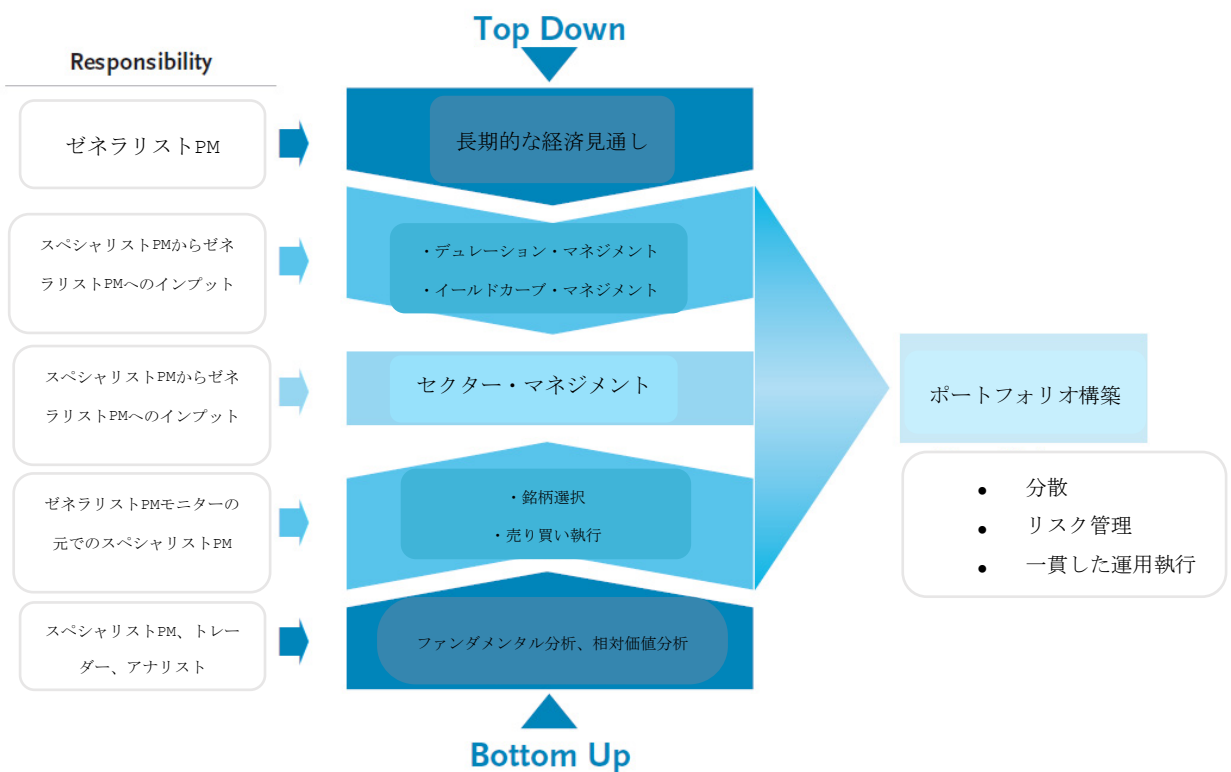 Top Down
Responsibility
ゼネラリストPM
長期的な経済見通し
スペシャリストPMからゼネ
ラリストPMへのインプット
・デュレーション・マネジメント
・イールドカーブ・マネジメント
スペシャリストPMからゼネ
ラリストPMへのインプット
セクター・マネジメント
ポートフォリオ構築
• 分散
• リスク管理
• 一貫した運用執行
ゼネラリストPMモニターの
元でのスペシャリストPM
・銘柄選択
・売り買い執行
スペシャリストPM、トレー
ダー、アナリスト
ファンダメンタル分析、相対価値分析
Bottom Up